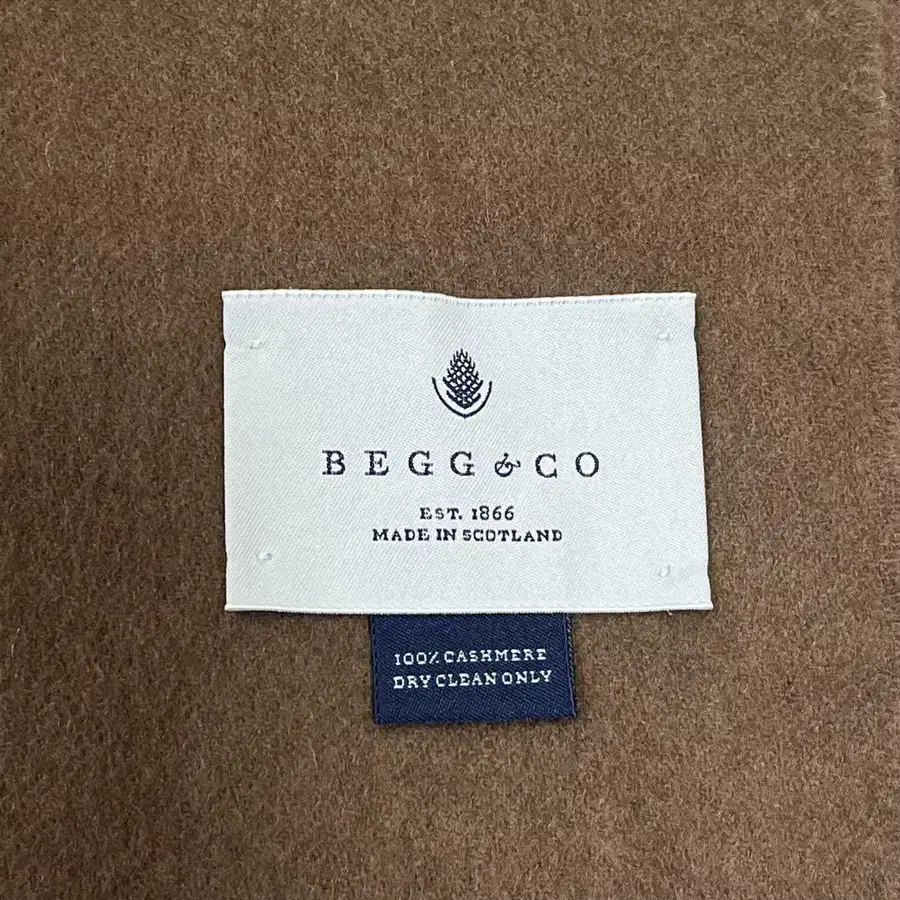 BEGG & CO
EST. 1866
MADE IN SCOTLAND
100% CASHMERE
DRY CLEAN ONLY